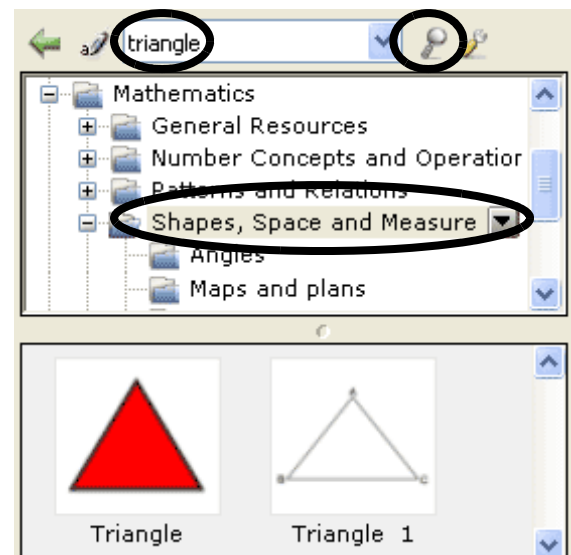 triangle
Mathematics
General Resources
Number Concepts and Operatior
Patterns and Relations
Shapes, Space and Measure
Angles
Maps and plans
A
B C
Triangle Triangle 1